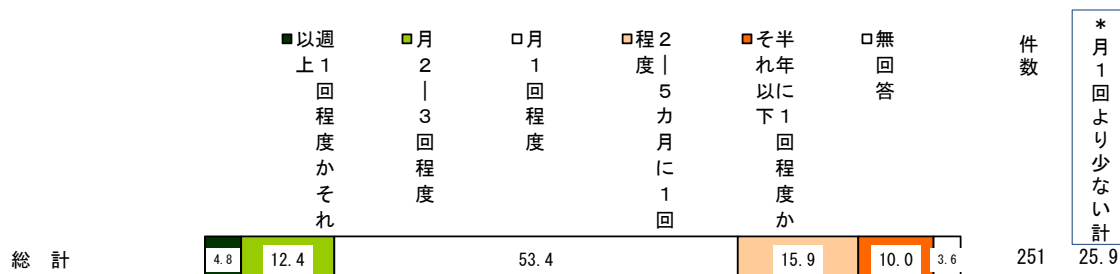 ■週1回程度かそれ以上
■月2|3回程度
□月1回程度
■2|5カ月に1回程度
■半年に1回程度かそれ以下
□無回答
件数
*月1回より少ない計
総 計 4.8 12.4 53.4 15.9 10.0 3.6 251 25.9